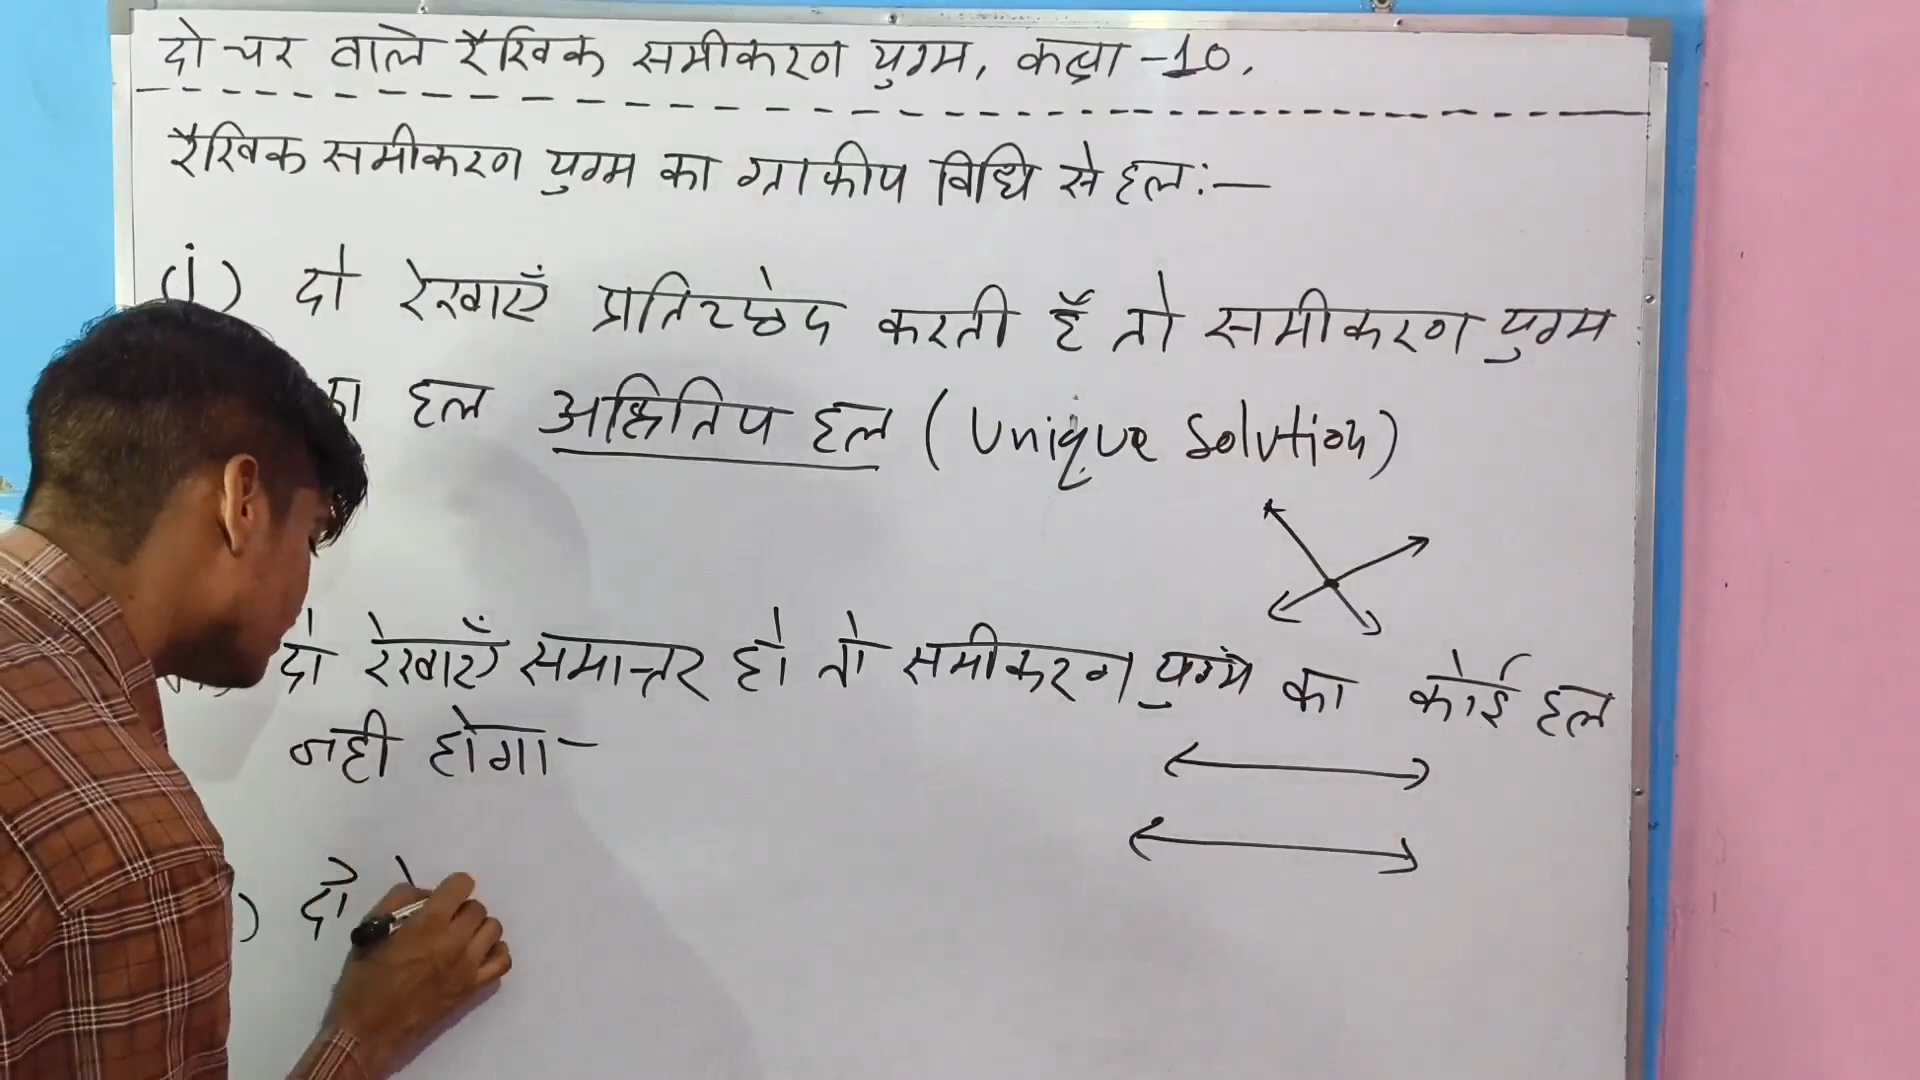 दो चर वाले रैखिक समीकरण युग्म, कक्षा -10.
रैखिक समीकरण युग्म का ग्राफीय विधि से हल:—
(i) दो रेखाएँ प्रतिच्छेद करती हैं तो समीकरण युग्म
का हल अद्वितिय हल (Unique Solution)
दो रेखाएँ समान्तर हो तो समीकरण युग्म का कोई हल
नही होगा-
) दो